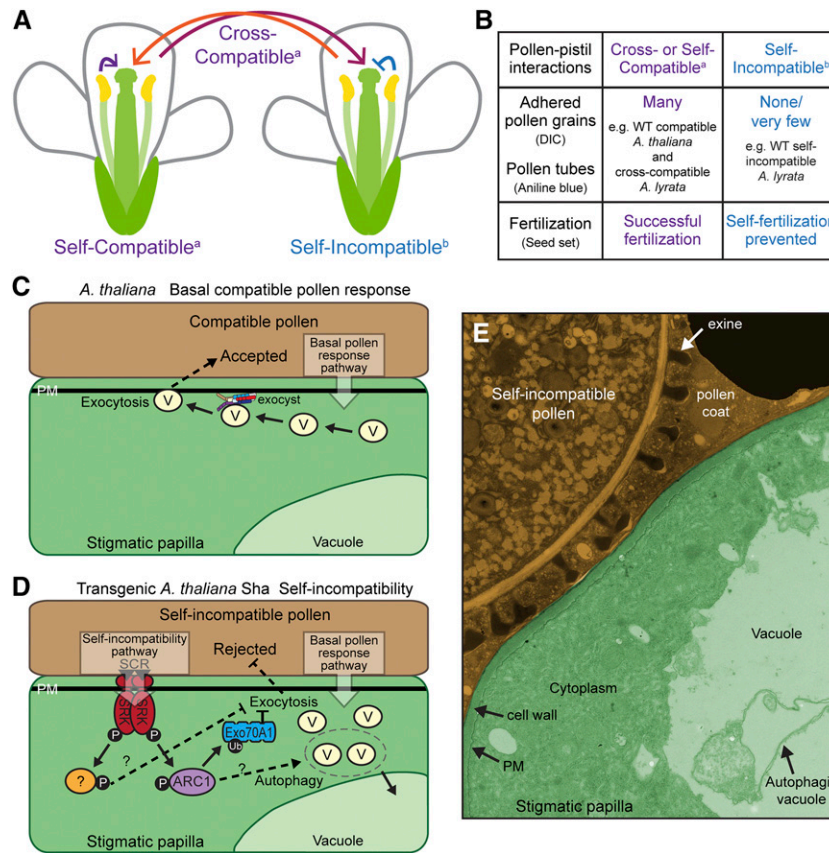 A
Cross-
Compatibleᵃ
Self-Compatibleᵃ
Self-Incompatibleᵇ
B
Pollen-pistil
interactions
Cross- or Self-
Compatibleᵃ
Self-
Incompatibleᵇ
Adhered
pollen grains
(DIC)
Pollen tubes
(Aniline blue)
Many
e.g. WT compatible
A. thaliana
and
cross-compatible
A. lyrata
None/
very few
e.g. WT self-
incompatible
A. lyrata
Fertilization
(Seed set)
Successful
fertilization
Self-fertilization
prevented
C
A. thaliana Basal compatible pollen response
Compatible pollen
Accepted
Basal pollen
response
pathway
PM
Exocytosis
V
exocyst
V
V
V
Stigmatic papilla
Vacuole
D
Transgenic A. thaliana Sha Self-incompatibility
Self-incompatible pollen
Self-incompatibility
pathway
SCR
Rejected
Basal pollen
response
pathway
PM
SRK
SRK
Exocytosis
P
P
Exo70A1
Ub
V
V
V
V
?
P
?
P
ARC1
?
Autophagy
Stigmatic papilla
Vacuole
E
exine
Self-incompatible
pollen
pollen
coat
Vacuole
Cytoplasm
cell wall
PM
Autophagic
vacuole
Stigmatic papilla